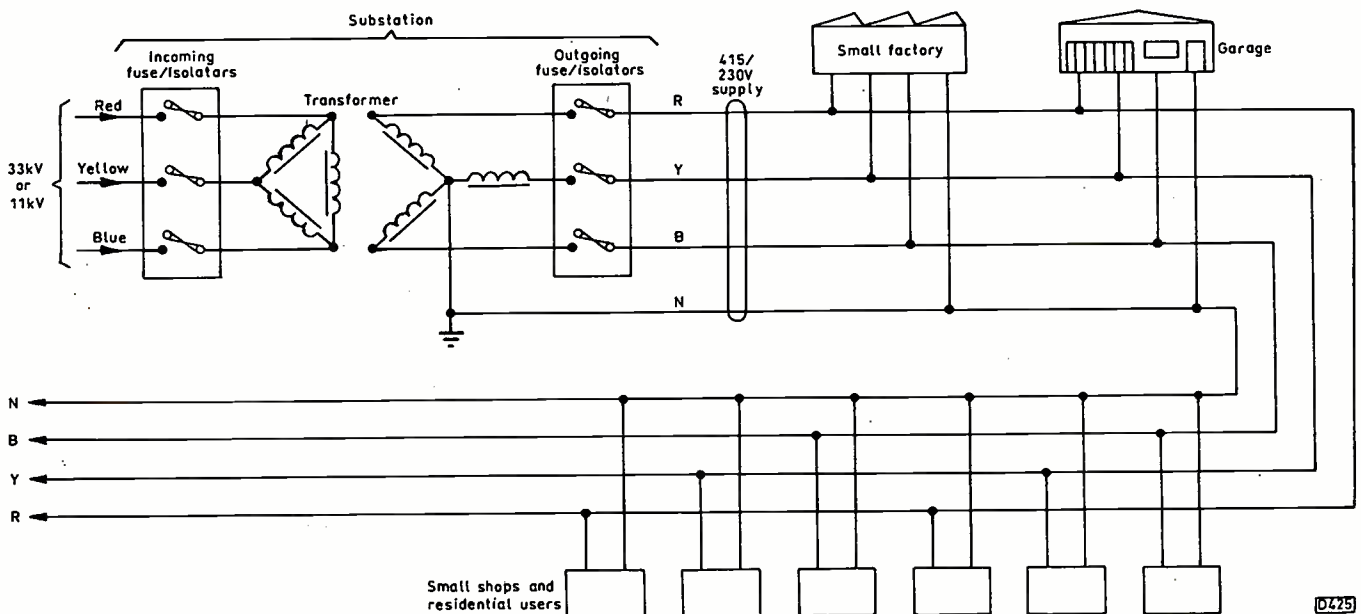 Substation
Incoming
fuse/isolators
Outgoing
fuse/isolators
415/
230V
supply
Small factory
Garage
33kV
or
11kV
Red
Yellow
Blue
Transformer
R
Y
B
N
N
B
Y
R
Small shops and
residential users
D425